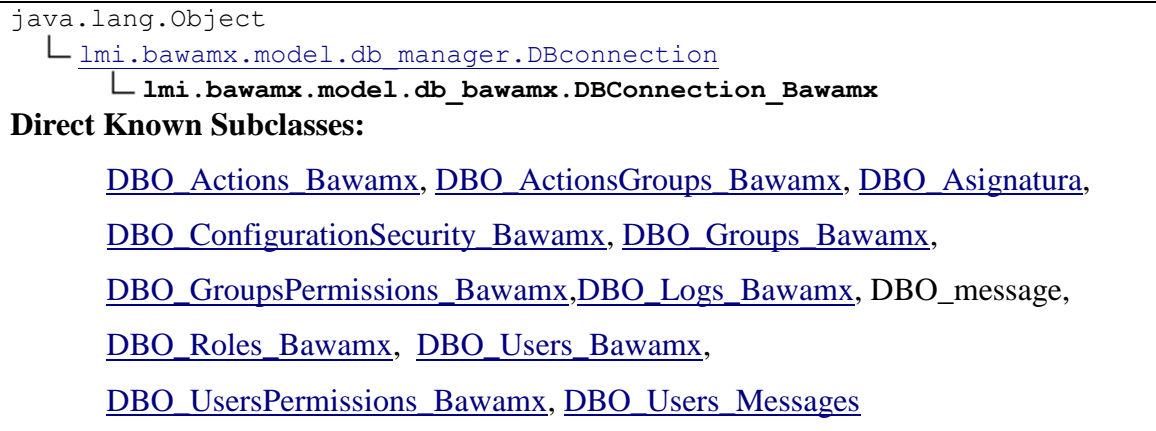 java.lang.Object
lmi.bawamx.model.db_manager.DBconnection
lmi.bawamx.model.db_bawamx.DBConnection_Bawamx
Direct Known Subclasses:
DBO_Actions_Bawamx, DBO_ActionsGroups_Bawamx, DBO_Asignatura,
DBO_ConfigurationSecurity_Bawamx, DBO_Groups_Bawamx,
DBO_GroupsPermissions_Bawamx,DBO_Logs_Bawamx, DBO_message,
DBO_Roles_Bawamx, DBO_Users_Bawamx,
DBO_UsersPermissions_Bawamx, DBO_Users_Messages